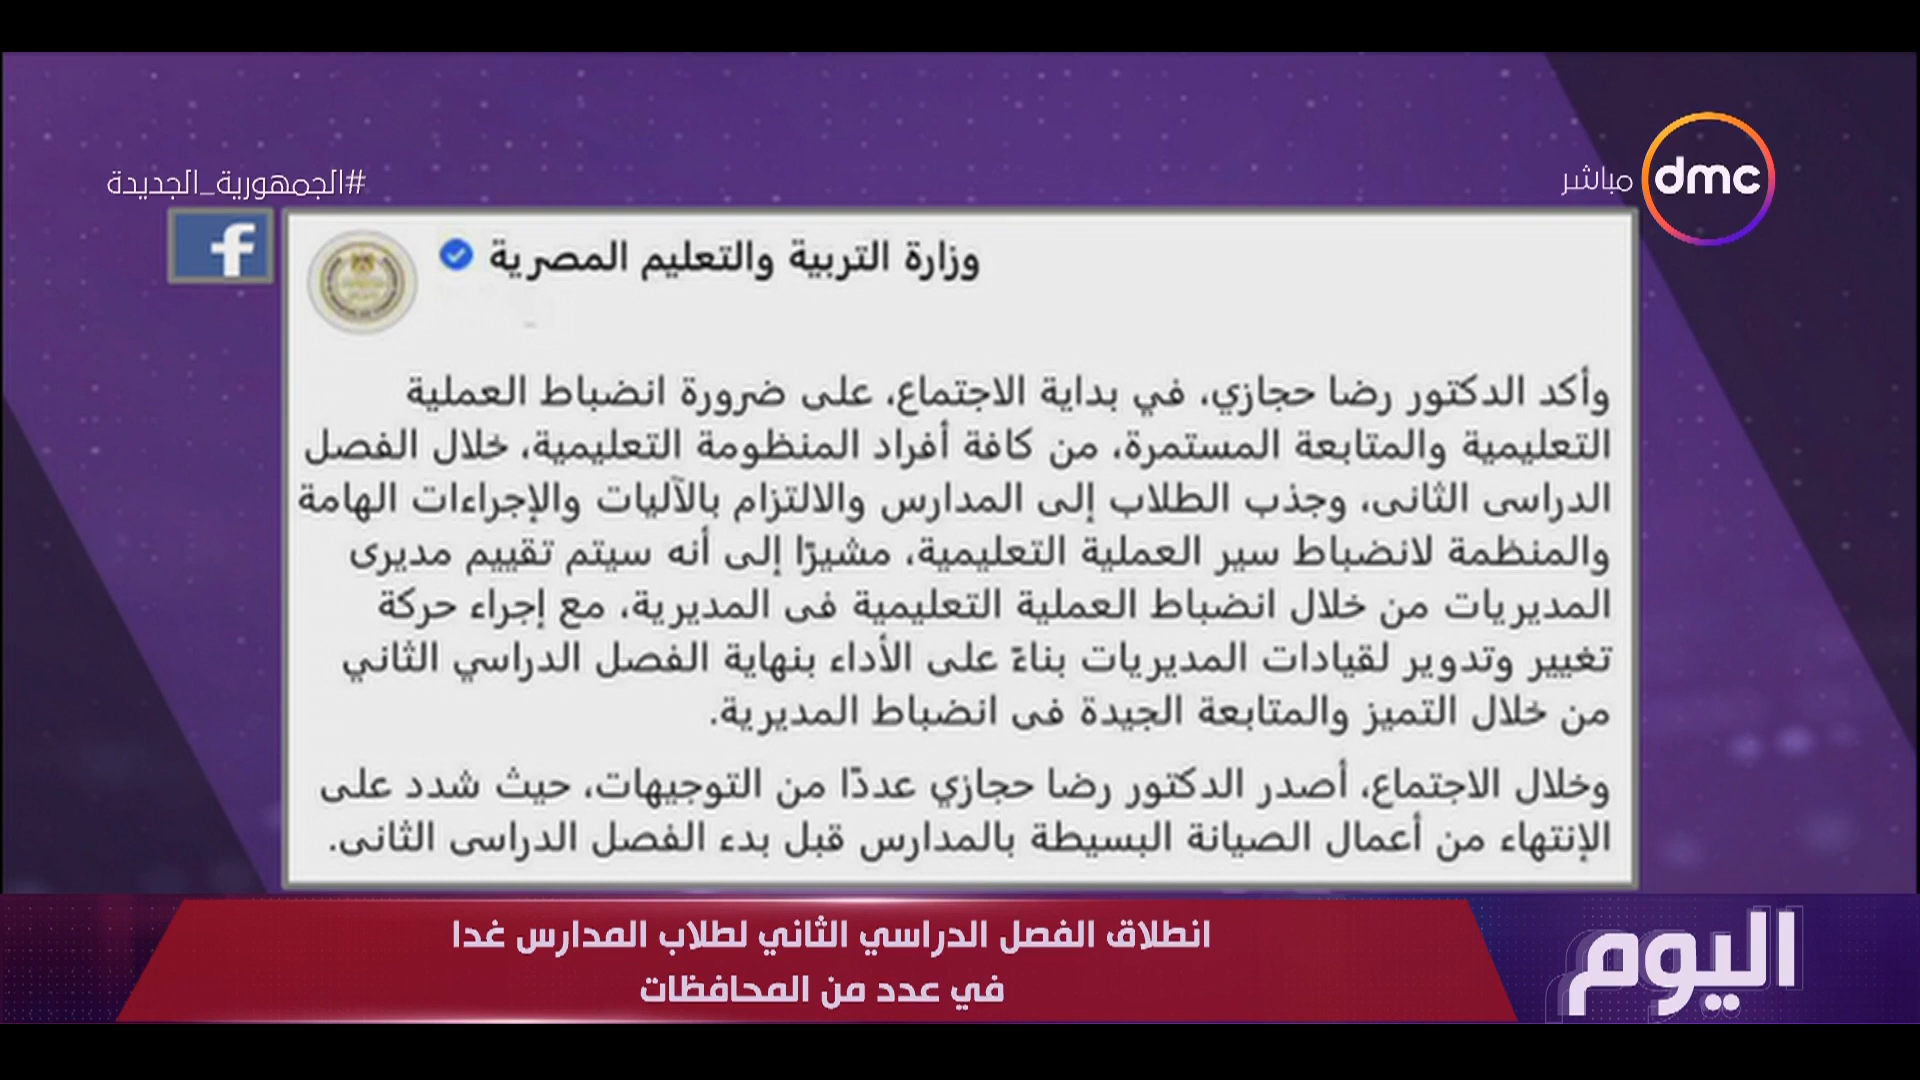 dmc
مباشر
#الجمهورية_الجديدة
f
وزارة التربية والتعليم المصرية
وأكد الدكتور رضا حجازي، في بداية الاجتماع، على ضرورة انضباط العملية
التعليمية والمتابعة المستمرة، من كافة أفراد المنظومة التعليمية، خلال الفصل
الدراسى الثانى، وجذب الطلاب إلى المدارس والالتزام بالآليات والإجراءات الهامة
والمنظمة لانضباط سير العملية التعليمية، مشيرًا إلى أنه سيتم تقييم مديرى
المديريات من خلال انضباط العملية التعليمية فى المديرية، مع إجراء حركة
تغيير وتدوير لقيادات المديريات بناءً على الأداء بنهاية الفصل الدراسي الثاني
من خلال التميز والمتابعة الجيدة فى انضباط المديرية.
وخلال الاجتماع، أصدر الدكتور رضا حجازي عددًا من التوجيهات، حيث شدد على
الإنتهاء من أعمال الصيانة البسيطة بالمدارس قبل بدء الفصل الدراسى الثانى.
انطلاق الفصل الدراسي الثاني لطلاب المدارس غدا
في عدد من المحافظات
اليوم